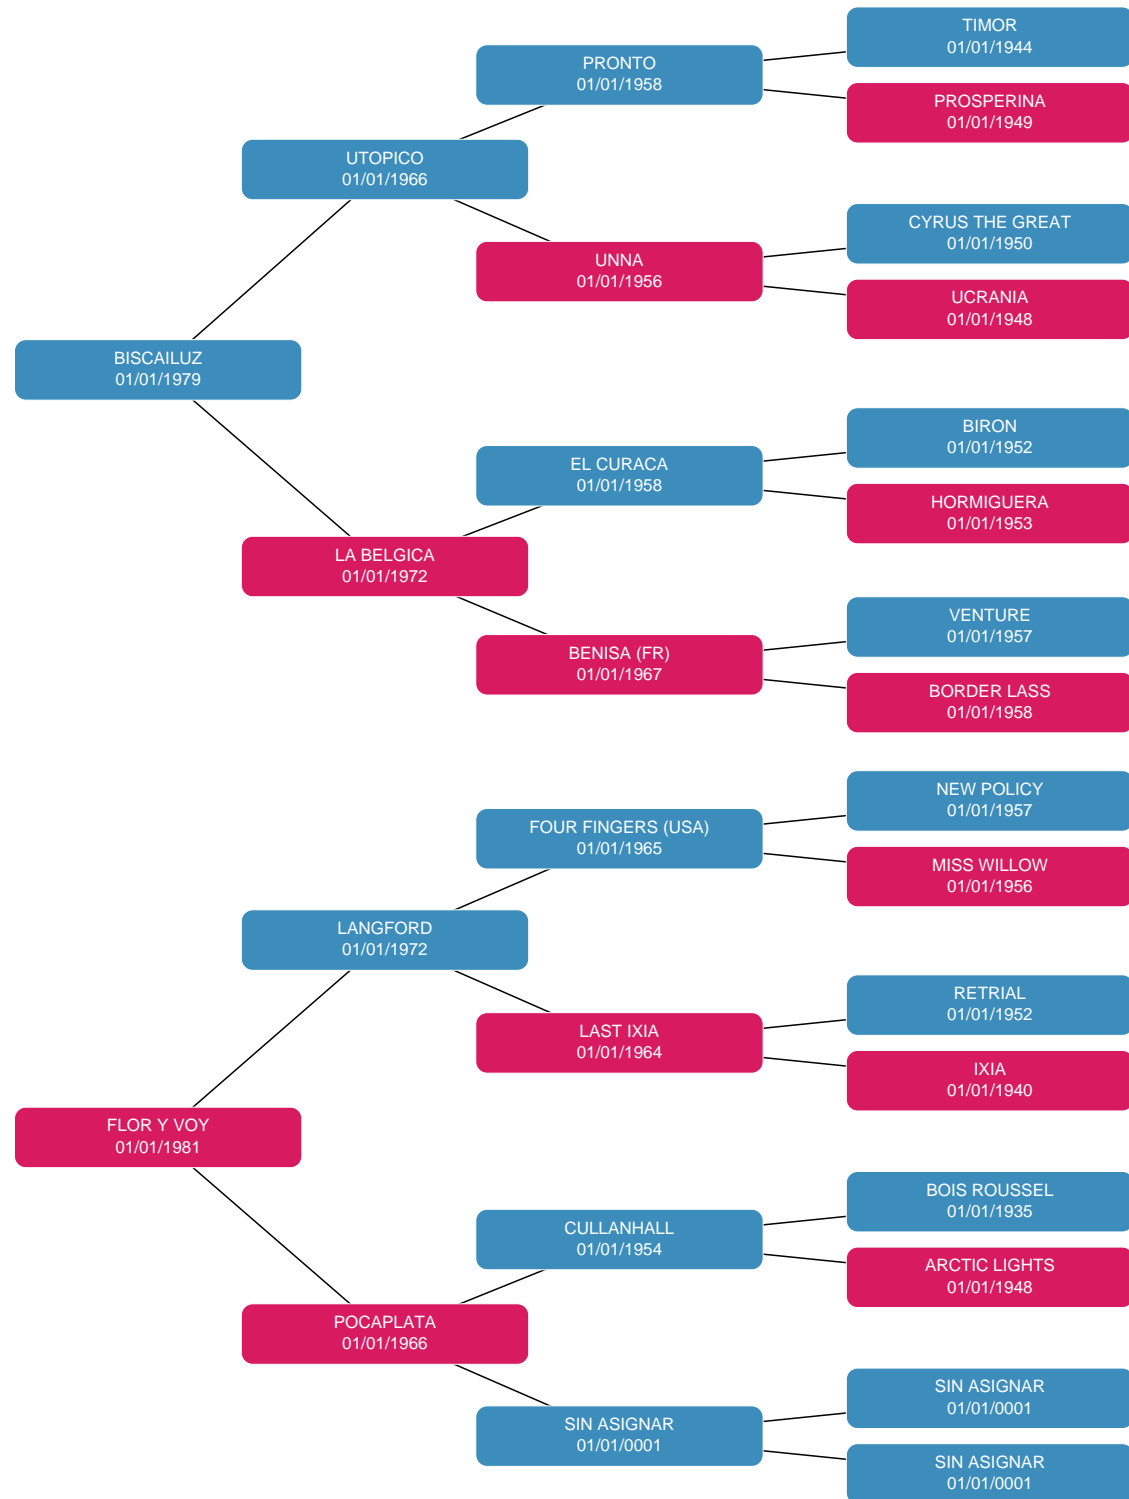 TIMOR
01/01/1944
PRONTO
01/01/1958
PROSPERINA
01/01/1949
UTOPICO
01/01/1966
CYRUS THE GREAT
01/01/1950
UNNA
01/01/1956
UCRANIA
01/01/1948
BISCAILUZ
01/01/1979
BIRON
01/01/1952
EL CURACA
01/01/1958
HORMIGUERA
01/01/1953
LA BELGICA
01/01/1972
VENTURE
01/01/1957
BENISA (FR)
01/01/1967
BORDER LASS
01/01/1958
NEW POLICY
01/01/1957
FOUR FINGERS (USA)
01/01/1965
MISS WILLOW
01/01/1956
LANGFORD
01/01/1972
RETRIAL
01/01/1952
LAST IXIA
01/01/1964
IXIA
01/01/1940
FLOR Y VOY
01/01/1981
BOIS ROUSSEL
01/01/1935
CULLANHALL
01/01/1954
ARCTIC LIGHTS
01/01/1948
POCAPLATA
01/01/1966
SIN ASIGNAR
01/01/0001
SIN ASIGNAR
01/01/0001
SIN ASIGNAR
01/01/0001